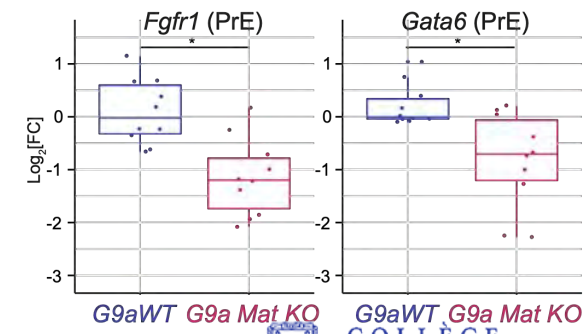 Fgfr1 (PrE) Gata6 (PrE)
* *
1 1
0 0
Log2[FC]
-1 -1
-2 -2
-3 -3
G9aWT G9a Mat KO G9aWT G9a Mat KO
COLLÈGE